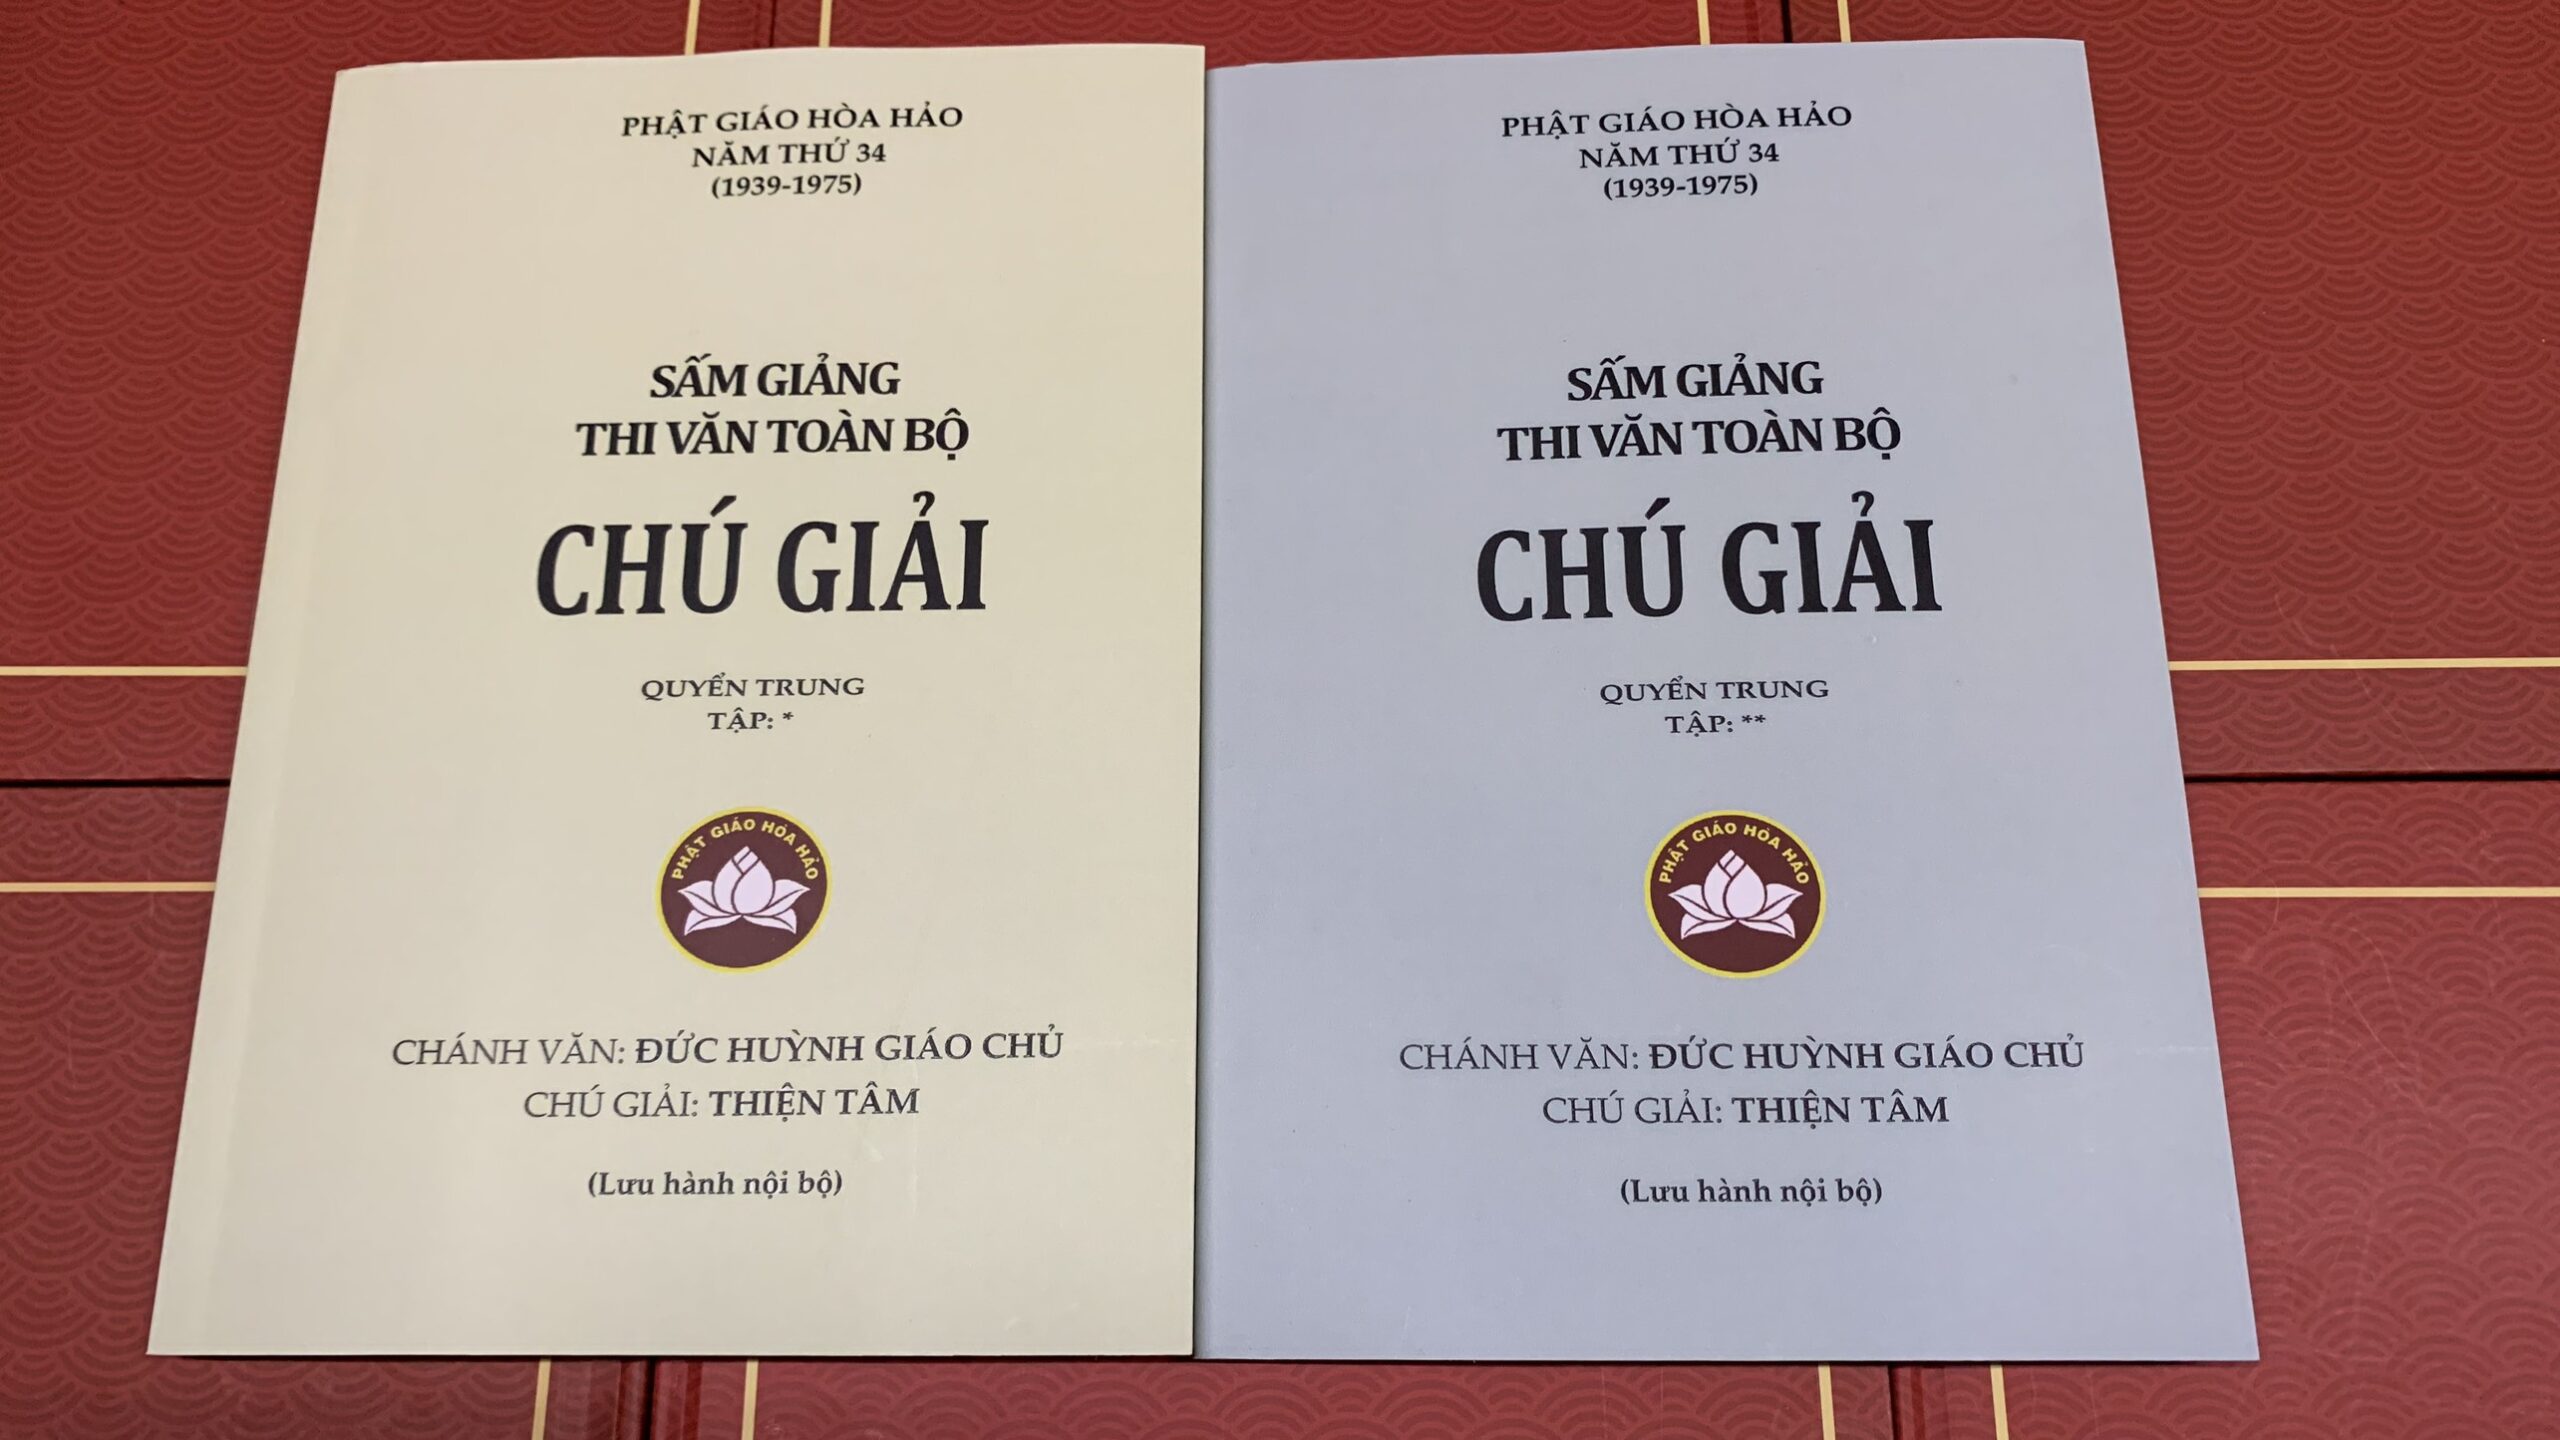 PHẬT GIÁO HÒA HẢO
NĂM THỨ 34
(1939-1975)
SẤM GIẢNG
THI VĂN TOÀN BỘ
CHÚ GIẢI
QUYỂN TRUNG
TẬP: *
PHẬT GIÁO HÒA HẢO
CHÁNH VĂN: ĐỨC HUỲNH GIÁO CHỦ
CHÚ GIẢI: THIỆN TÂM
(Lưu hành nội bộ)
PHẬT GIÁO HÒA HẢO
NĂM THỨ 34
(1939-1975)
SẤM GIẢNG
THI VĂN TOÀN BỘ
CHÚ GIẢI
QUYỂN TRUNG
TẬP: **
PHẬT GIÁO HÒA HẢO
CHÁNH VĂN: ĐỨC HUỲNH GIÁO CHỦ
CHÚ GIẢI: THIỆN TÂM
(Lưu hành nội bộ)